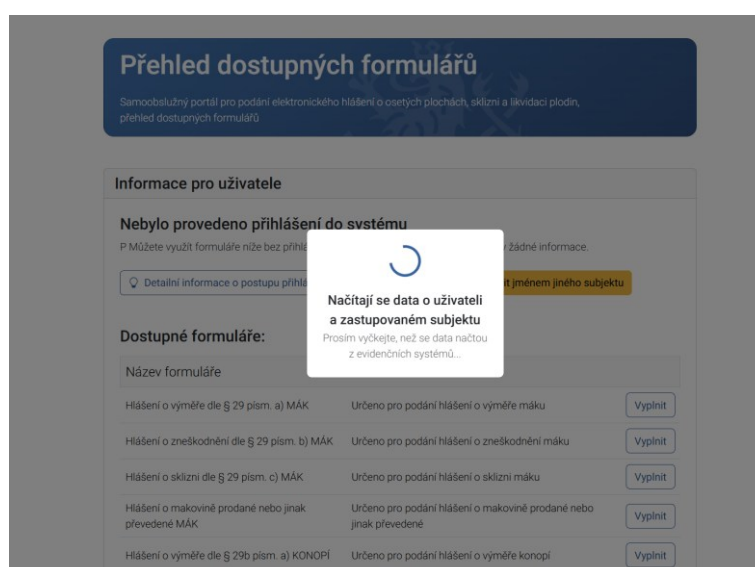 Přehled dostupných formulářů
Samoobslužný portál pro podání elektronického hlášení o osetých plochách, sklizni a likvidaci plodin,
přehled dostupných formulářů
Informace pro uživatele
Nebylo provedeno přihlášení do systému
P Můžete využít formuláře níže bez přihlá žádné informace.
Detailní informace o postupu přihlá it jménem jiného subjektu
Načítají se data o uživateli
a zastupovaném subjektu
Prosím vyčkejte, než se data načtou
z evidenčních systémů...
Dostupné formuláře:
Název formuláře
Hlášení o výměře dle § 29 písm. a) MÁK Určeno pro podání hlášení o výměře máku Vyplnit
Hlášení o zneškodnění dle § 29 písm. b) MÁK Určeno pro podání hlášení o zneškodnění máku Vyplnit
Hlášení o sklizni dle § 29 písm. c) MÁK Určeno pro podání hlášení o sklizni máku Vyplnit
Hlášení o makovině prodané nebo jinak Určeno pro podání hlášení o makovině prodané nebo
převedené MÁK jinak převedené Vyplnit
Hlášení o výměře dle § 29b písm. a) KONOPÍ Určeno pro podání hlášení o výměře konopí Vyplnit